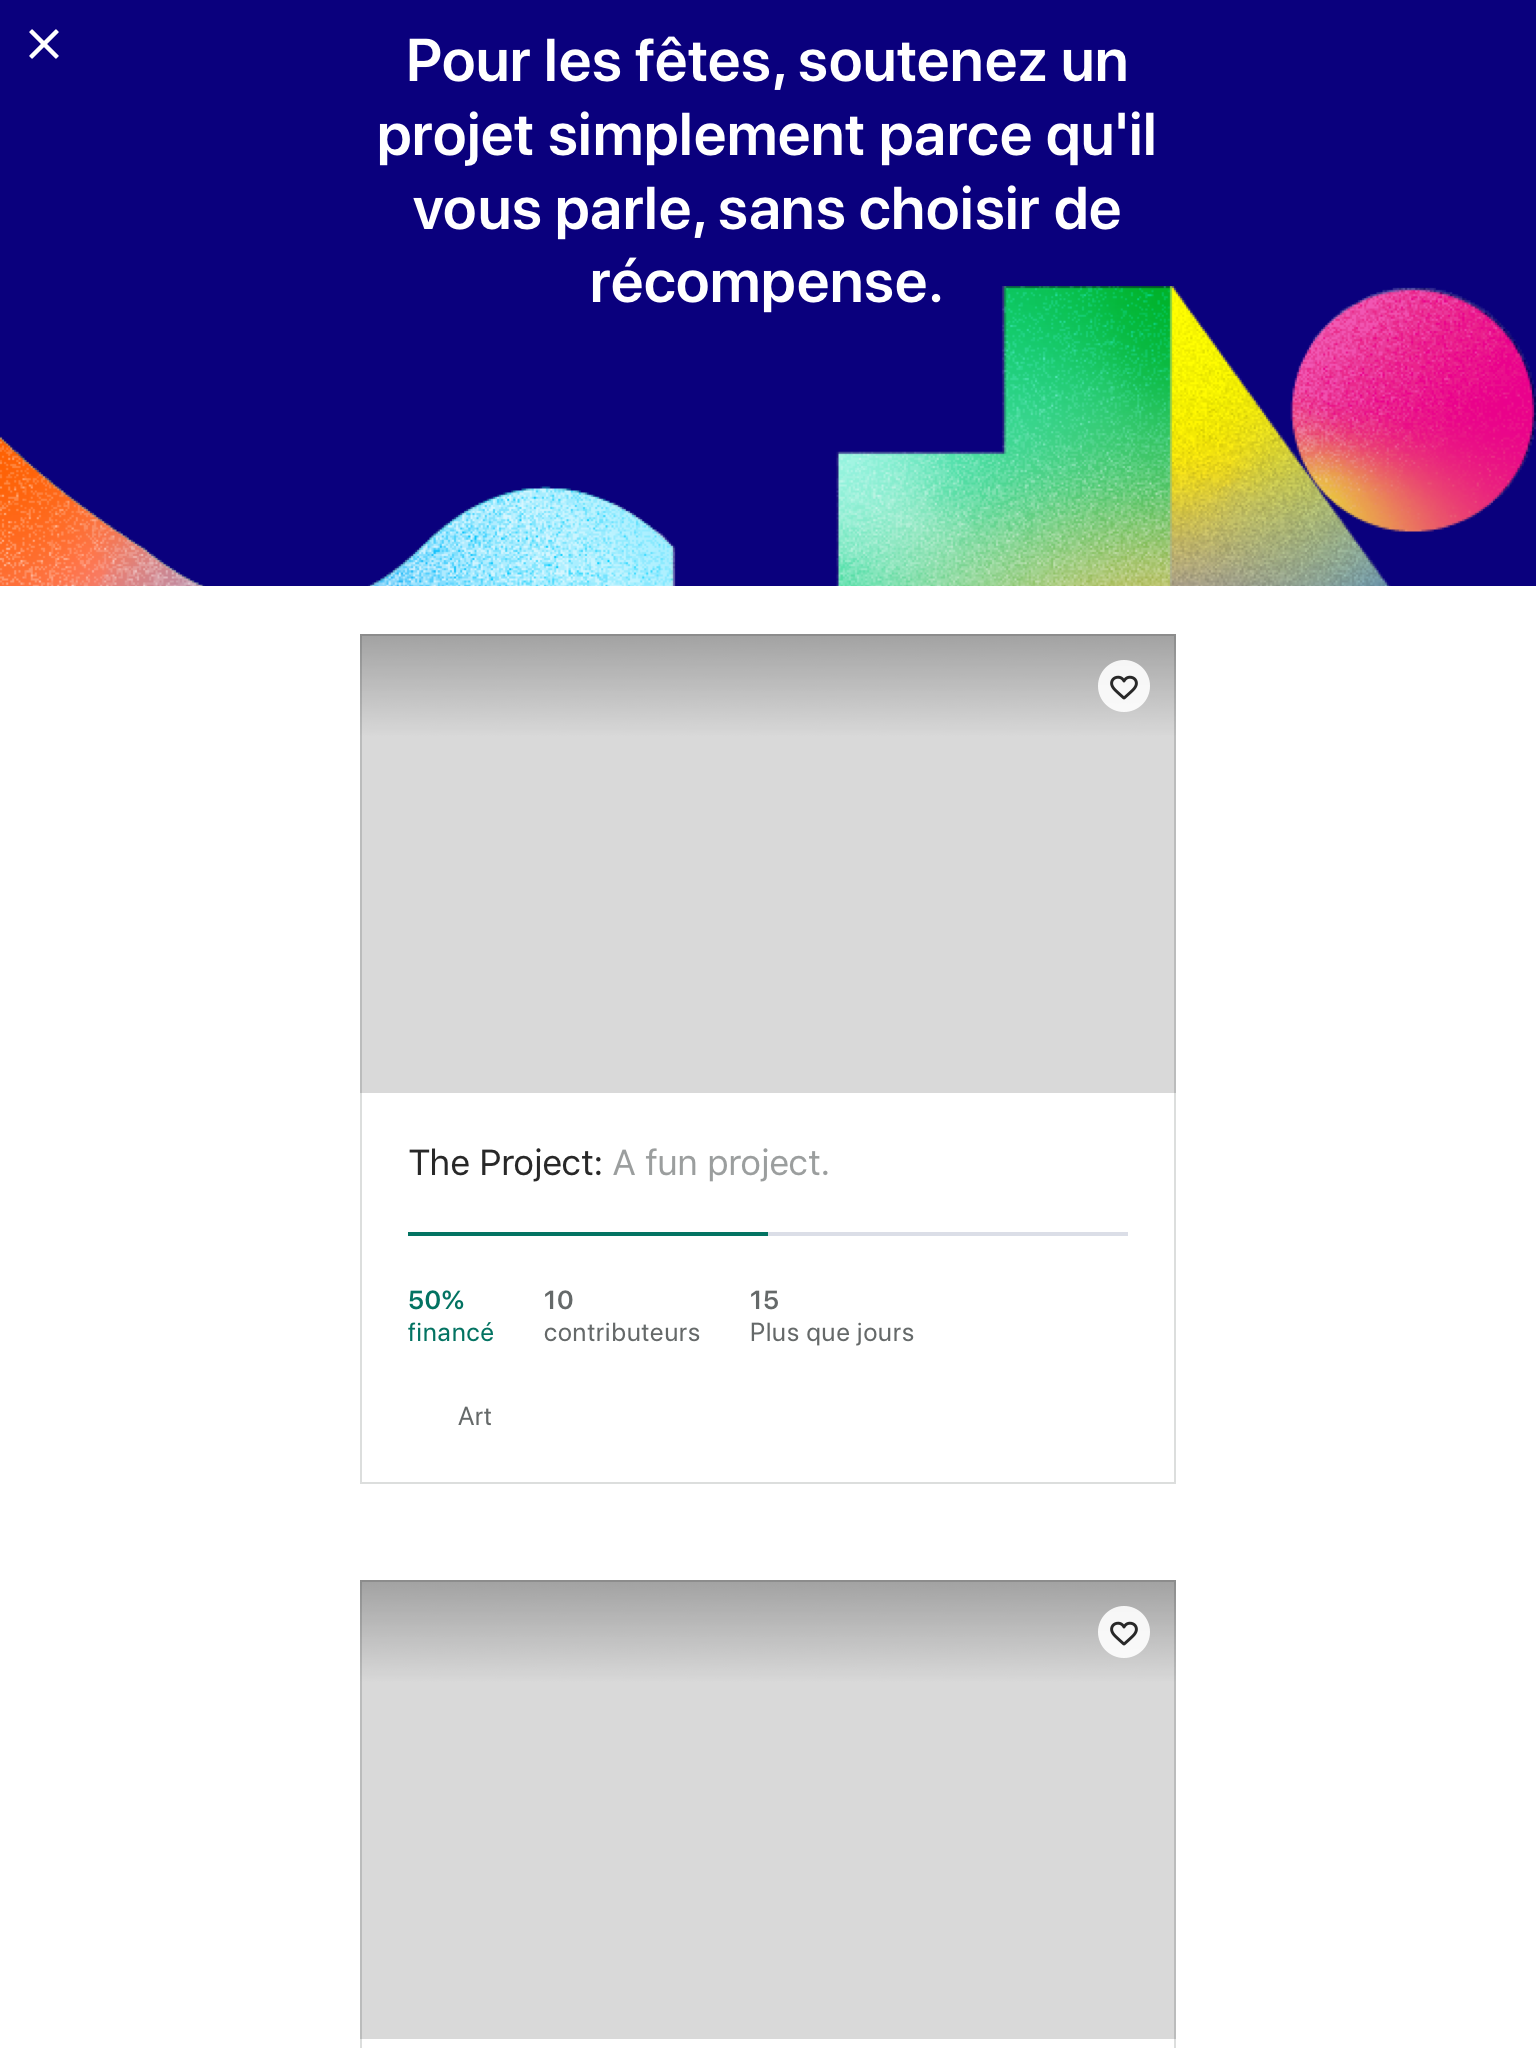 Pour les fêtes, soutenez un
projet simplement parce qu'il
vous parle, sans choisir de
récompense.
The Project: A fun project.
50%
financé
10
contributeurs
15
Plus que jours
Art